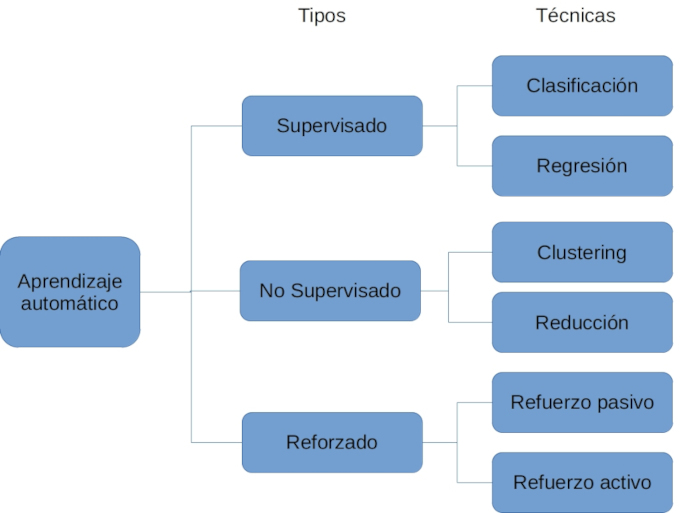 Tipos
Técnicas
Aprendizaje
automático
Supervisado
Clasificación
Regresión
No Supervisado
Clustering
Reducción
Reforzado
Refuerzo pasivo
Refuerzo activo